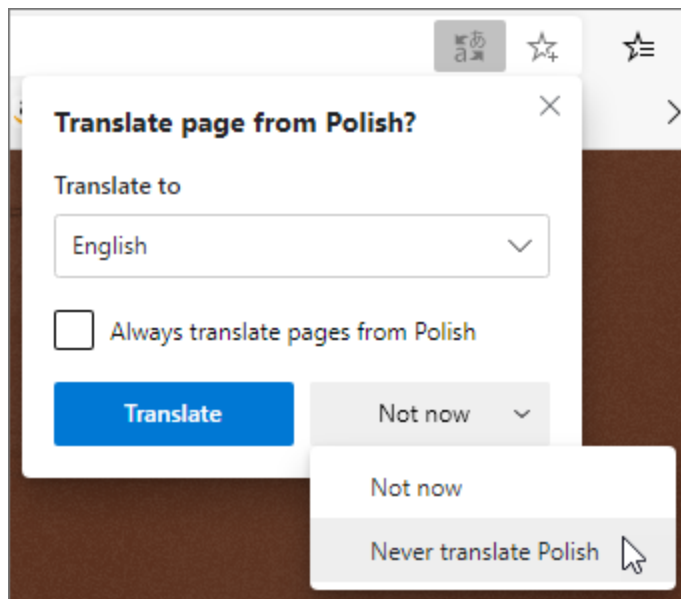 Translate page from Polish?
Translate to
English
Always translate pages from Polish
Translate
Not now
Not now
Never translate Polish